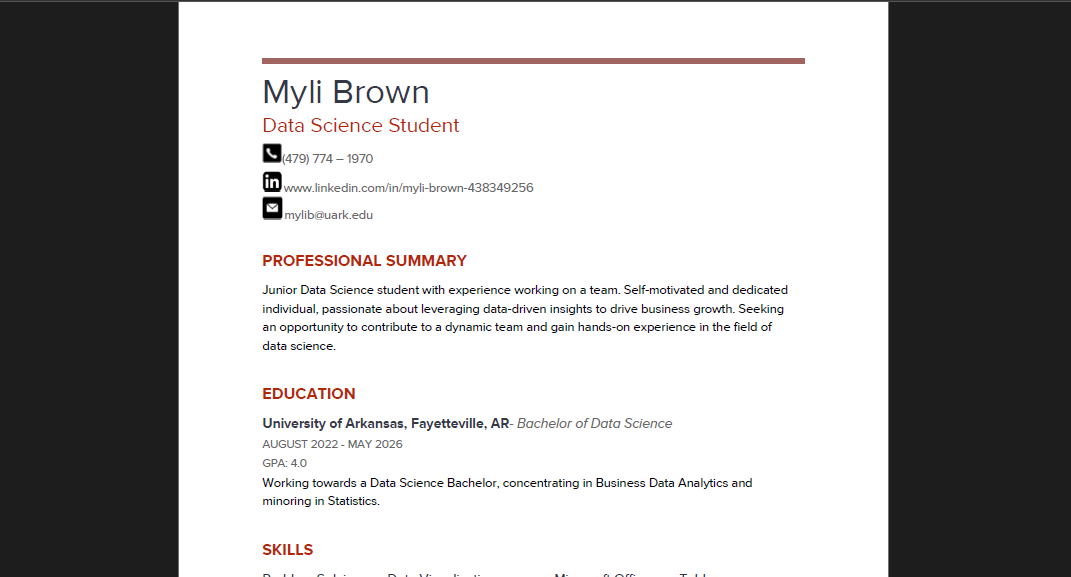 Myli Brown
Data Science Student
(479) 774 – 1970
in www.linkedin.com/in/myli-brown-438349256
mylib@uark.edu
PROFESSIONAL SUMMARY
Junior Data Science student with experience working on a team. Self-motivated and dedicated
individual, passionate about leveraging data-driven insights to drive business growth. Seeking
an opportunity to contribute to a dynamic team and gain hands-on experience in the field of
data science.
EDUCATION
University of Arkansas, Fayetteville, AR- Bachelor of Data Science
AUGUST 2022 - MAY 2026
GPA: 4.0
Working towards a Data Science Bachelor, concentrating in Business Data Analytics and
minoring in Statistics.
SKILLS